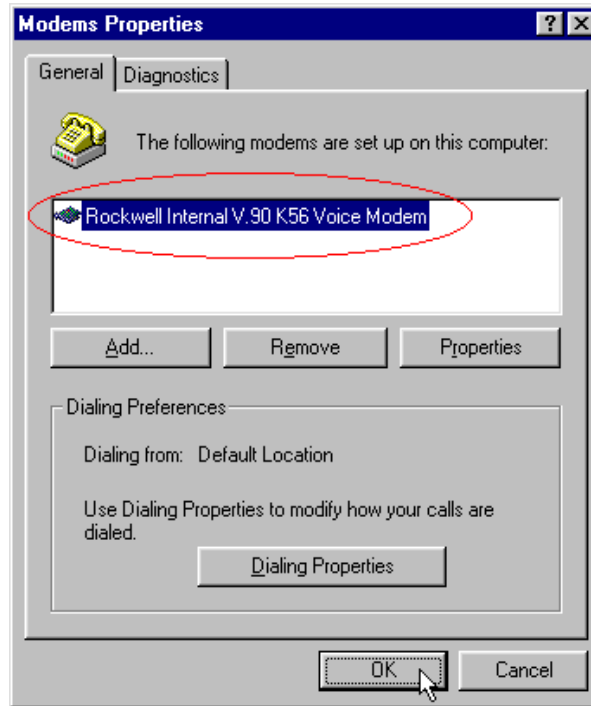 Modems Properties
General Diagnostics
The following modems are set up on this computer:
Rockwell Internal V.90 K56 Voice Modem
Add... Remove Properties
Dialing Preferences
Dialing from: Default Location
Use Dialing Properties to modify how your calls are
dialed.
Dialing Properties
OK Cancel